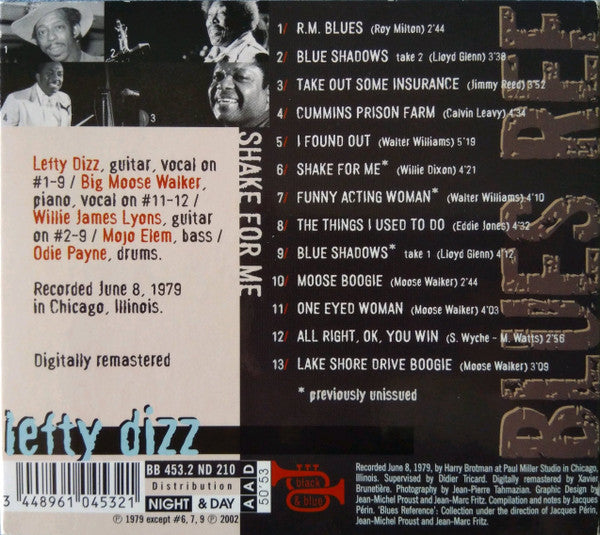 1
2
3
4
1/ R.M. BLUES (Roy Milton) 2'44
2/ BLUE SHADOWS take 2 (Lloyd Glenn) 3'38
3/ TAKE OUT SOME INSURANCE (Jimmy Reed) 3'52
4/ CUMMINS PRISON FARM (Calvin Leavy) 4'34
5/ I FOUND OUT (Walter Williams) 5'19
6/ SHAKE FOR ME* (Willie Dixon) 4'21
7/ FUNNY ACTING WOMAN* (Walter Williams) 4'10
8/ THE THINGS I USED TO DO (Eddie Jones) 4'32
9/ BLUE SHADOWS* take 1 (Lloyd Glenn) 4'12
10/ MOOSE BOOGIE (Moose Walker) 2'44
11/ ONE EYED WOMAN (Moose Walker) 4'03
12/ ALL RIGHT, OK, YOU WIN (S. Wyche - M. Watts) 2'56
13/ LAKE SHORE DRIVE BOOGIE (Moose Walker) 3'09
* previously unissued
SHAKE FOR ME
BLUES REF
Lefty Dizz, guitar, vocal on
#1-9 / Big Moose Walker,
piano, vocal on #11-12 /
Willie James Lyons, guitar
on #2-9 / Mojo Elem, bass /
Odie Payne, drums.
Recorded June 8, 1979
in Chicago, Illinois.
Digitally remastered
lefty dizz
3 448961 045321
BB 453.2 ND 210
Distribution
NIGHT & DAY
℗ 1979 except #6, 7, 9 ℗ 2002
AAD
50'53
black
& blue
Recorded June 8, 1979, by Harry Brotman at Paul Miller Studio in Chicago,
Illinois. Supervised by Didier Tricard. Digitally remastered by Xavier
Brunetière. Photography by Jean-Pierre Tahmazian. Graphic Design by
Jean-Michel Proust and Jean-Marc Fritz. Compilation and notes by Jacques
Périn. 'Blues Reference': Collection under the direction of Jacques Périn,
Jean-Michel Proust and Jean-Marc Fritz.